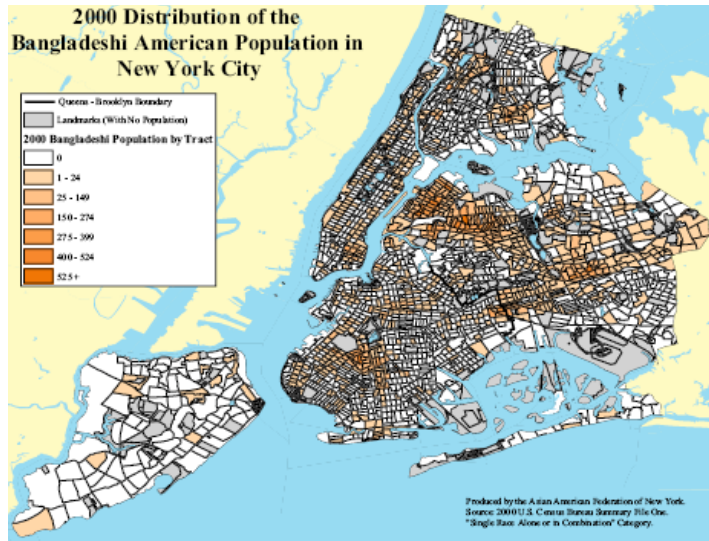 2000 Distribution of the
Bangladeshi American Population in
New York City
Queens - Brooklyn Boundary
Landmarks (With No Population)
2000 Bangladeshi Population by Tract
0
1 - 24
25 - 149
150 - 274
275 - 399
400 - 524
525+
Produced by the Asian American Federation of New York.
Source: 2000 U.S. Census Bureau Summary File One.
"Single Race Alone or in Combination" Category.